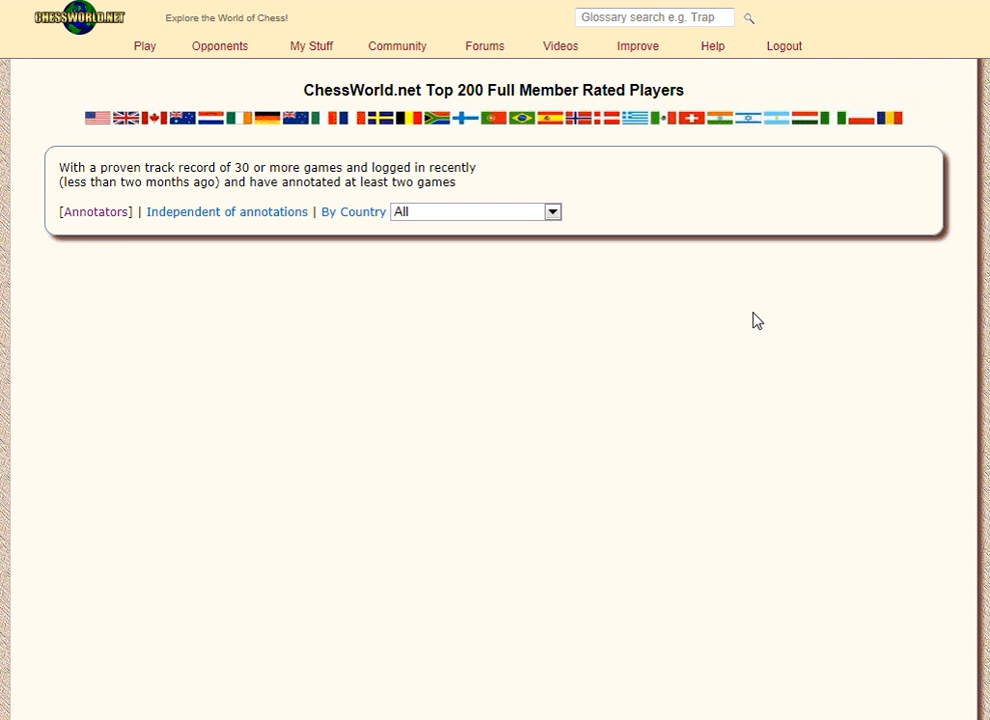 CHESSWORLD.NET
Explore the World of Chess!
Glossary search e.g. Trap
Play Opponents My Stuff Community Forums Videos Improve Help Logout
ChessWorld.net Top 200 Full Member Rated Players
With a proven track record of 30 or more games and logged in recently
(less than two months ago) and have annotated at least two games
[Annotators] | Independent of annotations | By Country All